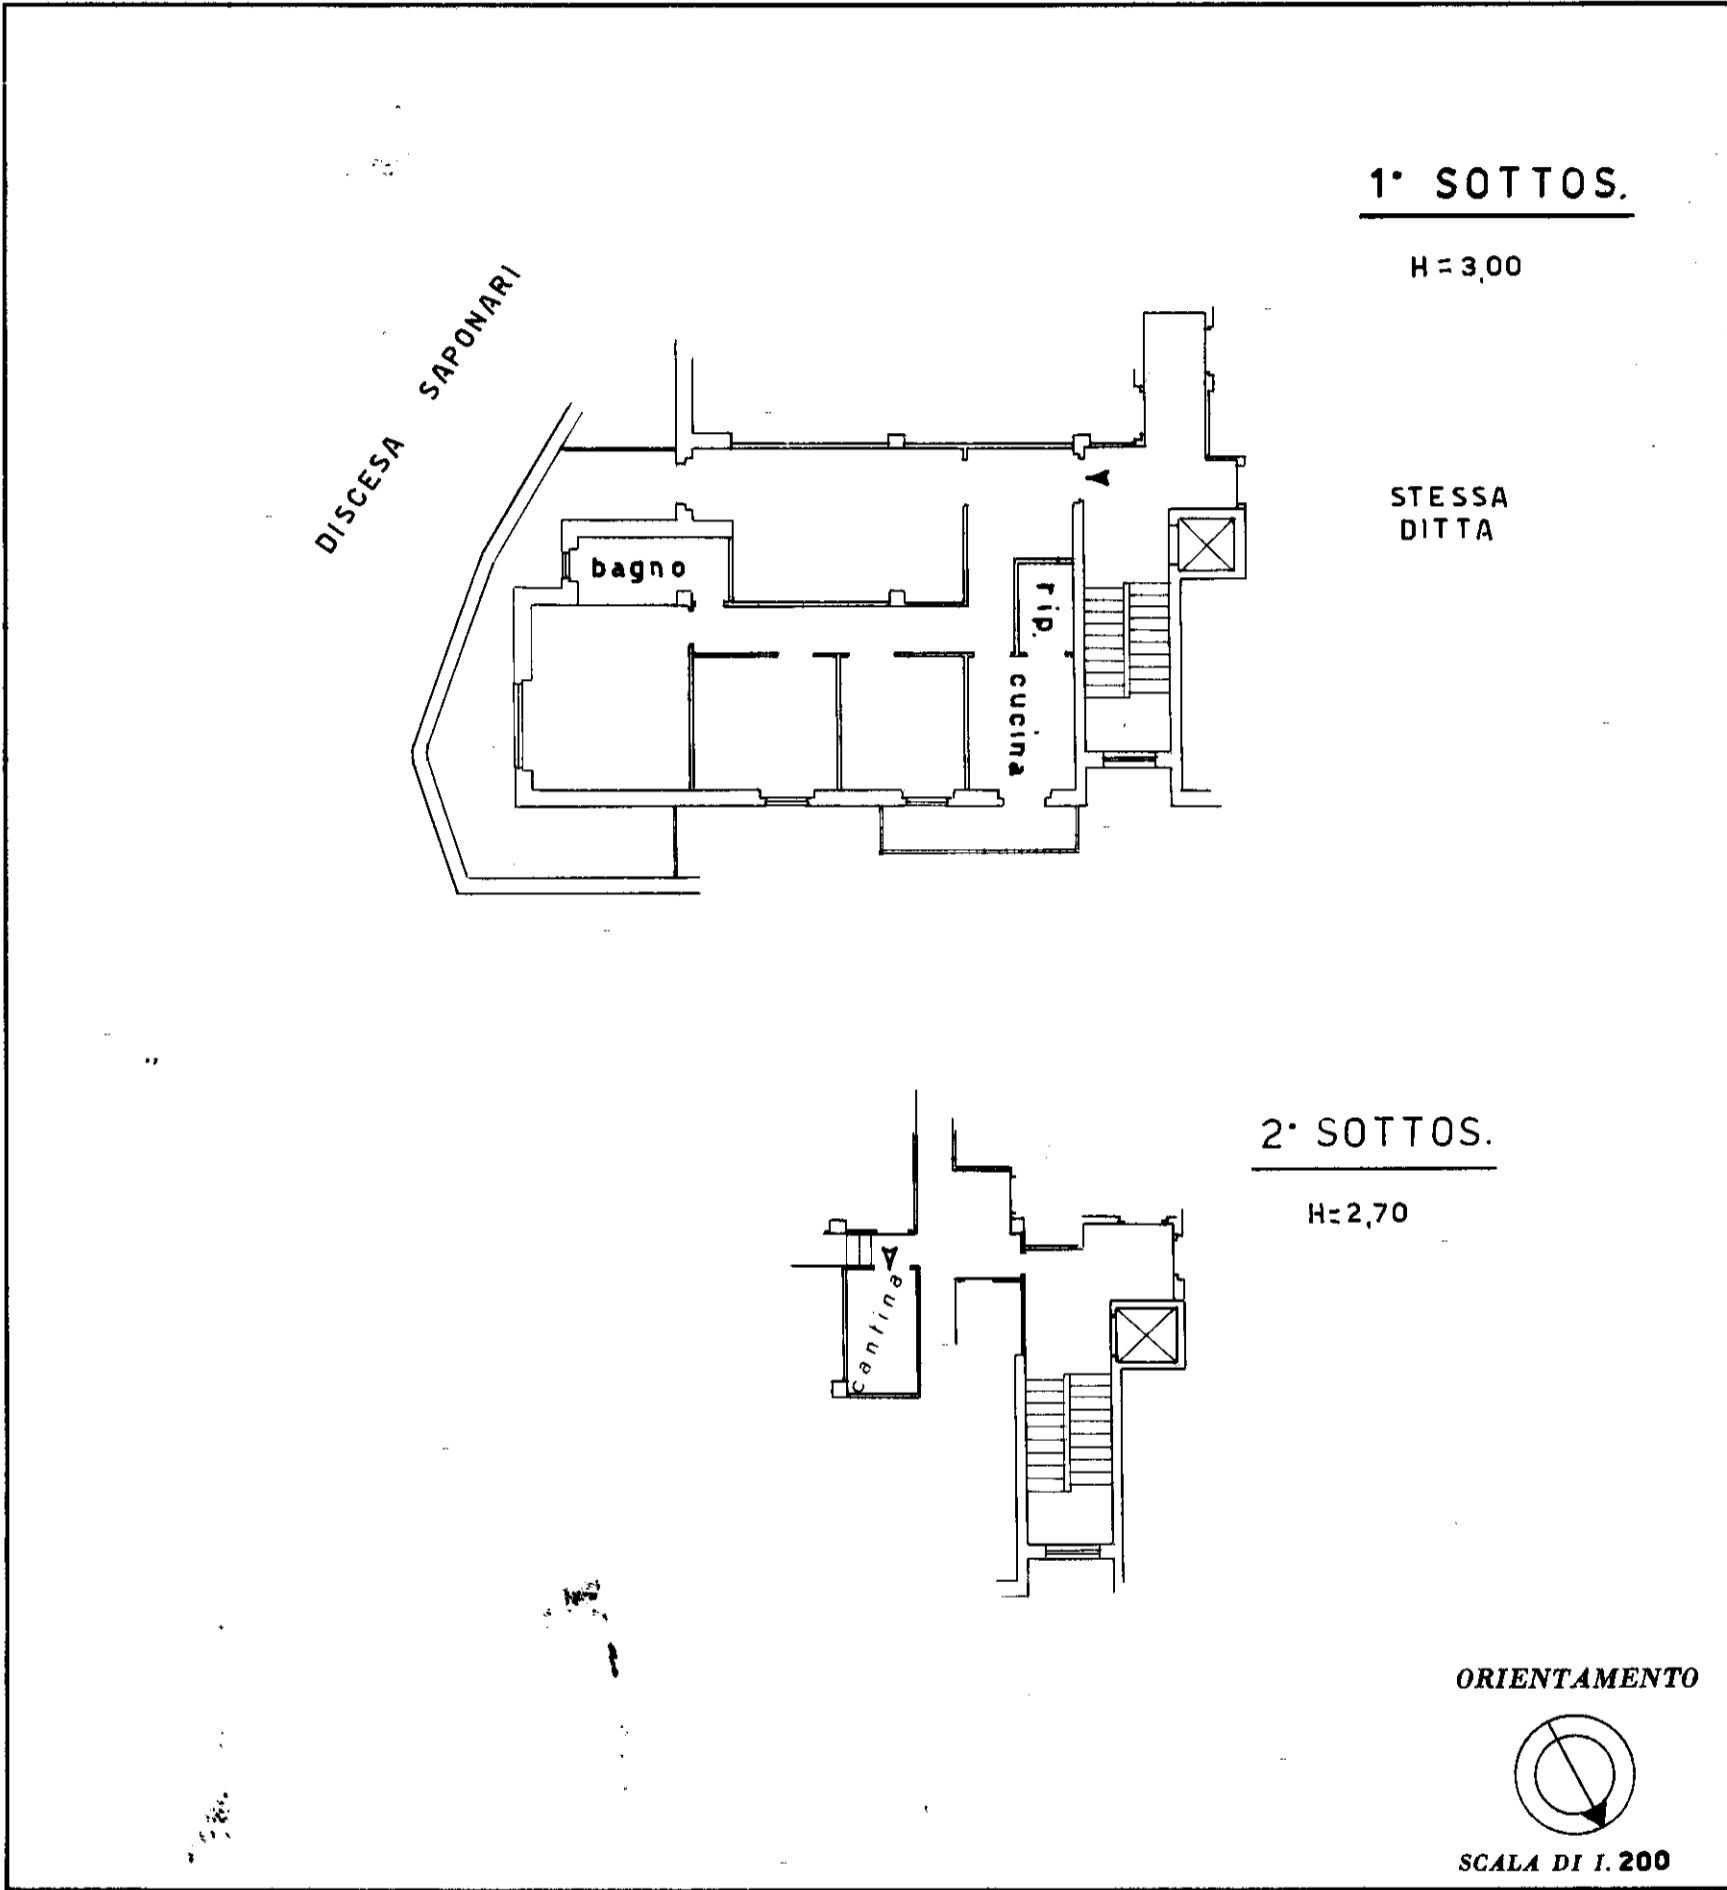 1° SOTTOS.
H = 3,00
DISCESA SAPONARI
STESSA
DITTA
bagno
rip.
cucina
2° SOTTOS.
H = 2,70
cantina
ORIENTAMENTO
SCALA DI 1. 200